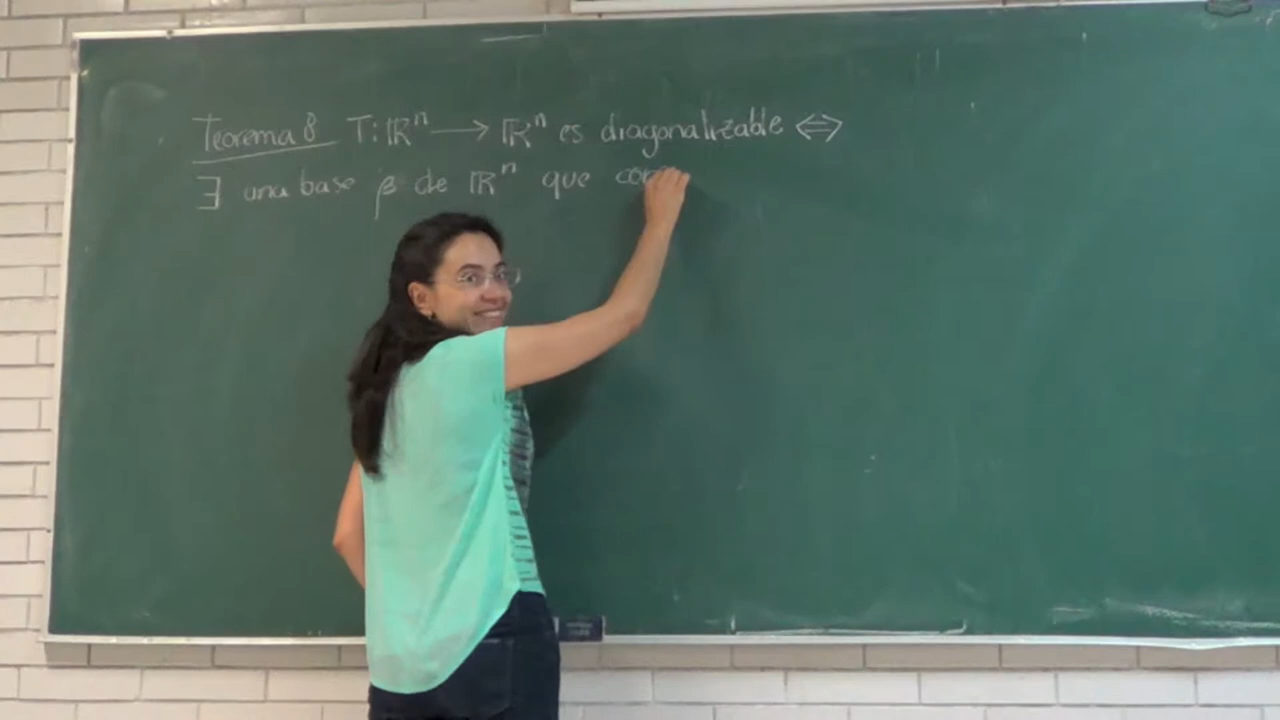 Teorema 8 T: ℝⁿ ⟶ ℝⁿ es diagonalizable ⇔
∃ una base β de ℝⁿ que